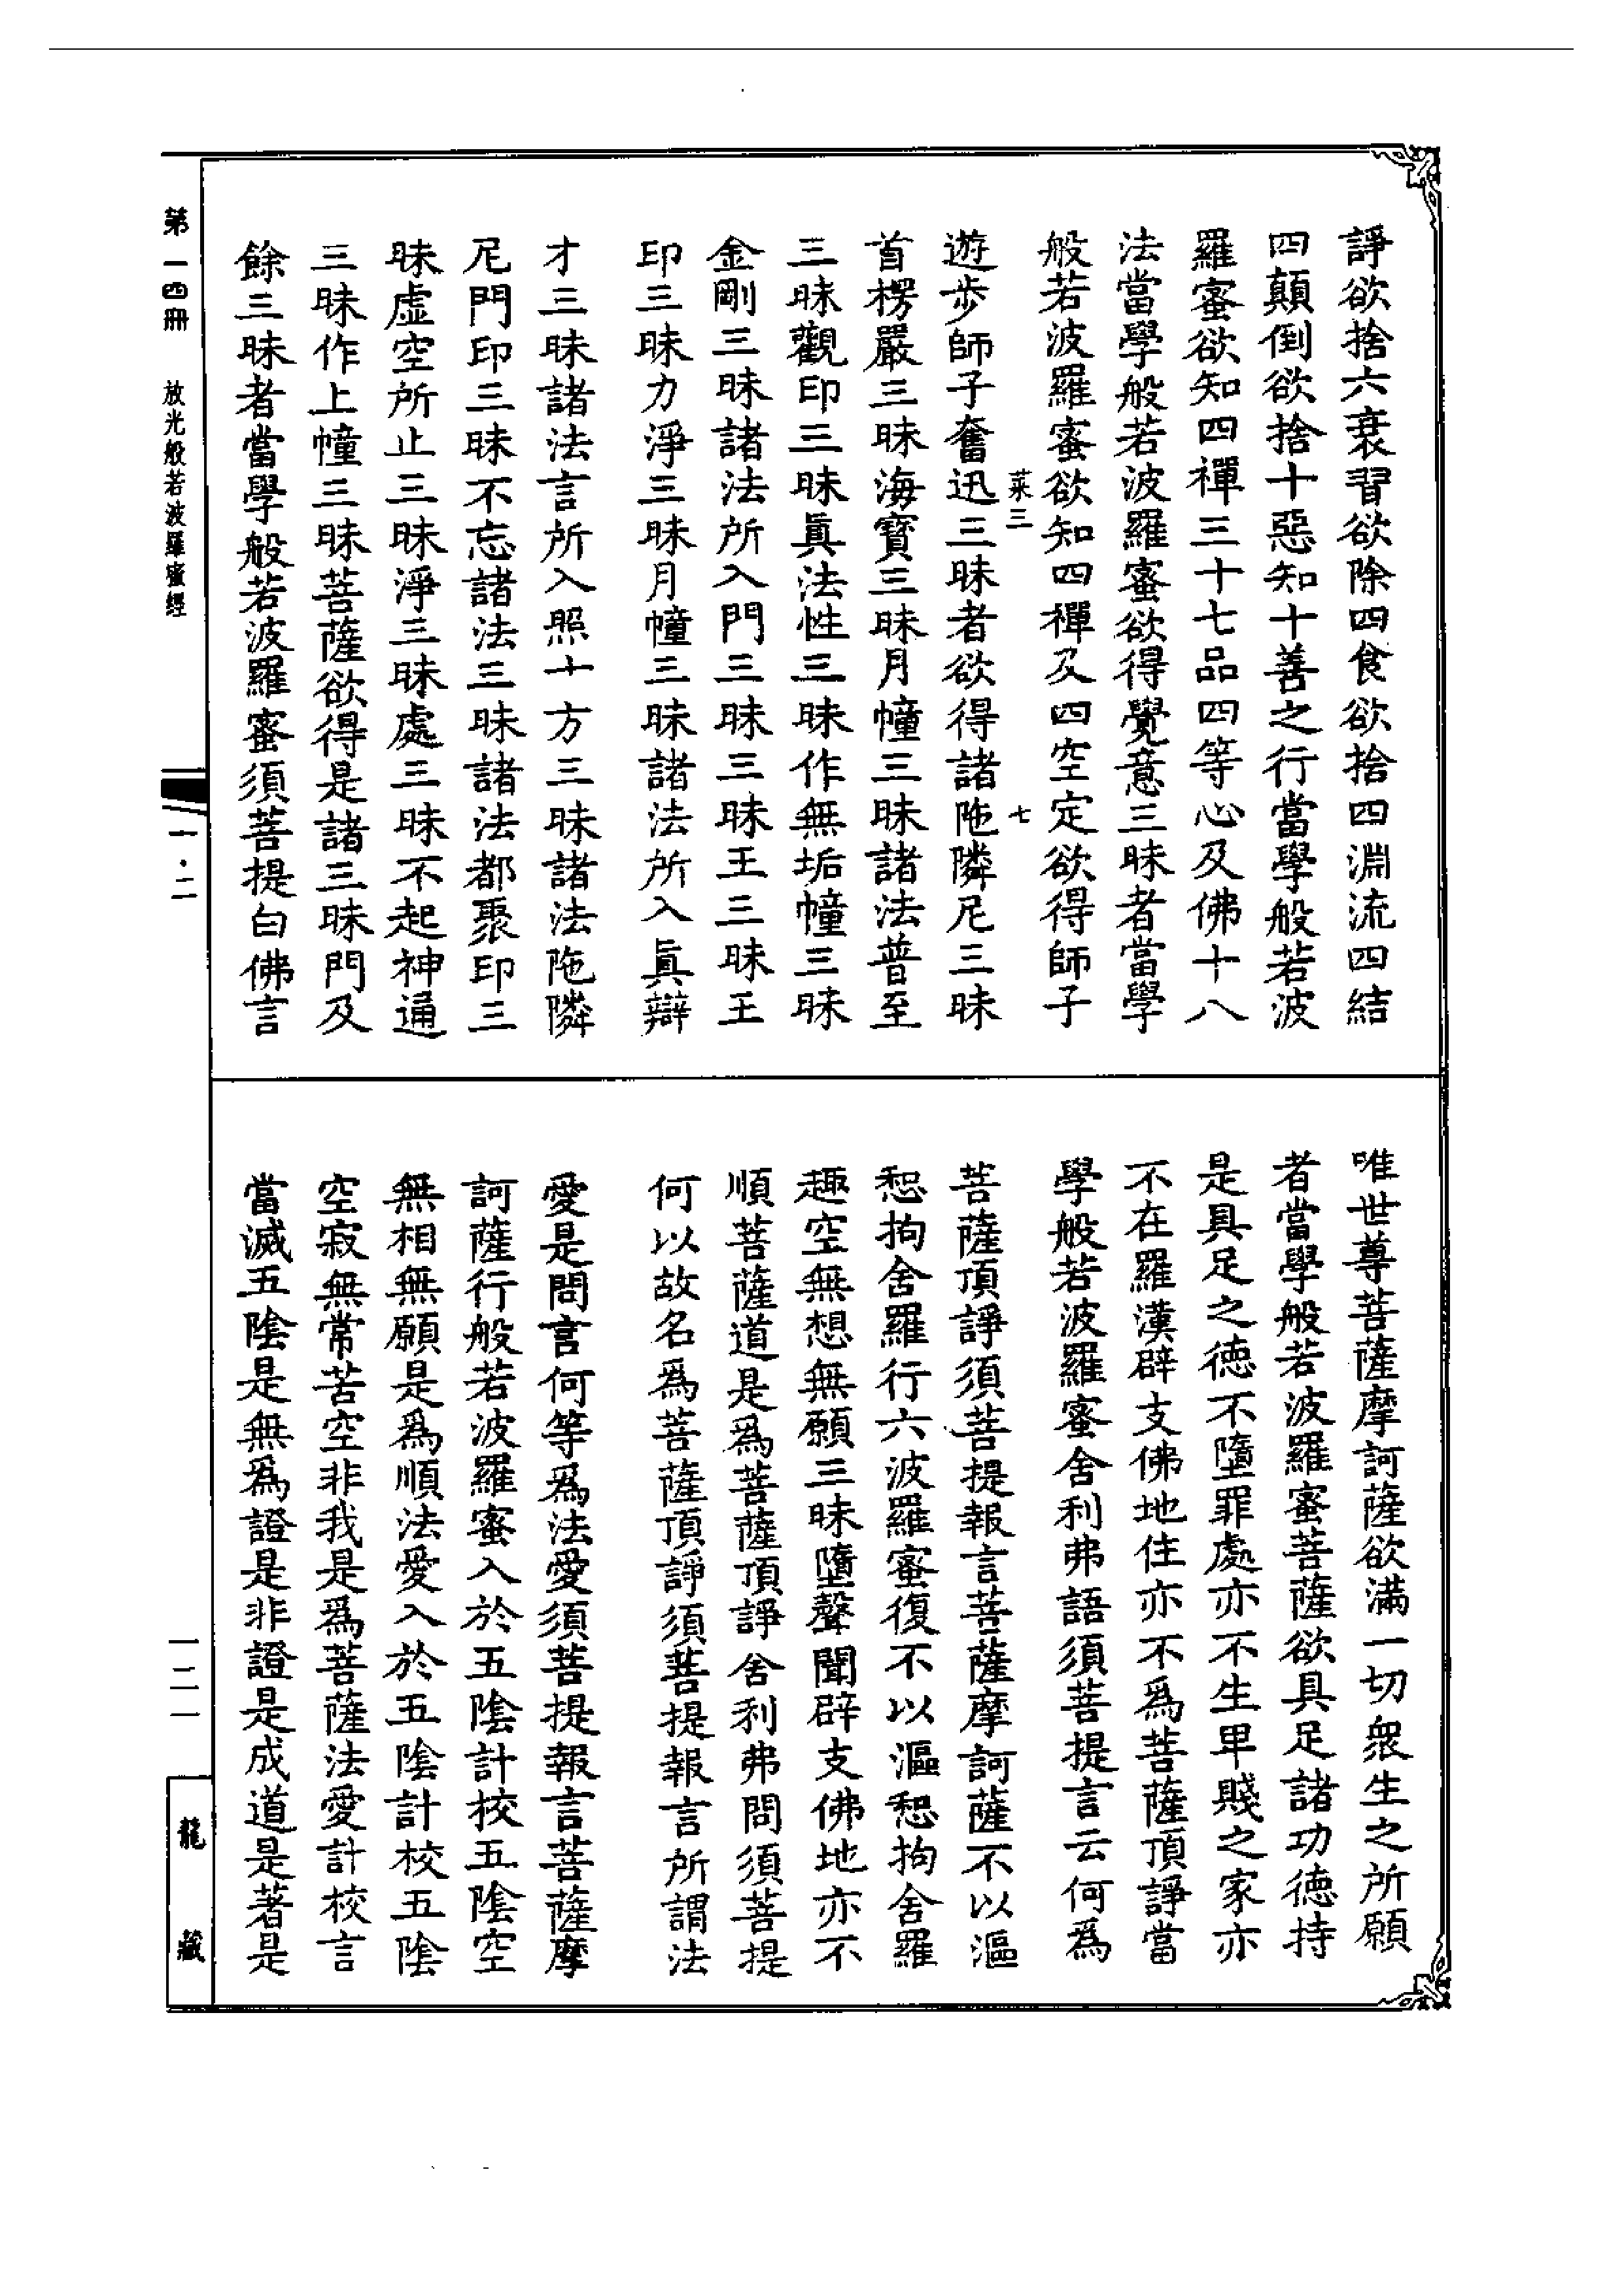 諍欲捨六衰習欲除四食欲捨四淵流四結
四顛倒欲捨十惡知十善之行當學般若波
羅蜜欲知四禪三十七品四等心及佛十八
法當學般若波羅蜜欲得覺意三昧者當學
般若波羅蜜欲知四禪及四空定欲得師子
菜三 七
遊步師子奮迅三昧者欲得諸陁隣尼三昧
首楞嚴三昧海寶三昧月幢三昧諸法普至
三昧觀印三昧眞法性三昧作無垢幢三昧
金剛三昧諸法所入門三昧三昧王三昧王
印三昧力淨三昧月幢三昧諸法所入眞辯
才三昧諸法言所入照十方三昧諸法陁隣
尼門印三昧不忘諸法三昧諸法都聚印三
昧虛空所止三昧淨三昧處三昧不起神通
三昧作上幢三昧菩薩欲得是諸三昧門及
餘三昧者當學般若波羅蜜須菩提白佛言
唯世尊菩薩摩訶薩欲滿一切衆生之所願
者當學般若波羅蜜菩薩欲具足諸功德持
是具足之德不墮罪處亦不生卑賤之家亦
不在羅漢辟支佛地住亦不爲菩薩頂諍當
學般若波羅蜜舍利弗語須菩提言云何爲
菩薩頂諍須菩提報言菩薩摩訶薩不以漚
惒拘舍羅行六波羅蜜復不以漚惒拘舍羅
趣空無想無願三昧墮聲聞辟支佛地亦不
順菩薩道是爲菩薩頂諍舍利弗問須菩提
何以故名爲菩薩頂諍須菩提報言所謂法
愛是問言何等爲法愛須菩提報言菩薩摩
訶薩行般若波羅蜜入於五陰計校五陰空
無相無願是爲順法愛入於五陰計校五陰
空寂無常苦空非我是爲菩薩法愛計校言
當滅五陰是無爲證是非證是成道是著是
第一四冊 放光般若波羅蜜經
一·二
一二一
龍藏